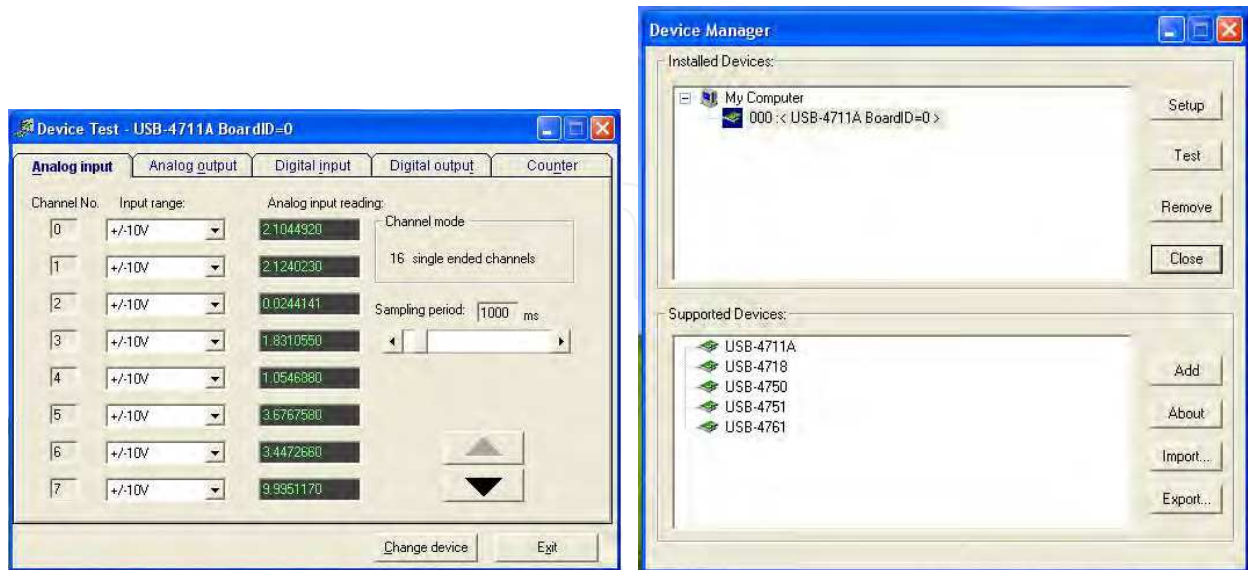 Device Test - USB-4711A BoardID=0
Analog input
Analog output
Digital input
Digital output
Counter
Channel No. Input range: Analog input reading:
0 +/-10V 2.1044920
1 +/-10V 2.1240230
2 +/-10V 0.0244141
3 +/-10V 1.8310550
4 +/-10V 1.0546880
5 +/-10V 3.6767580
6 +/-10V 3.4472660
7 +/-10V 9.9951170
Channel mode
16 single ended channels
Sampling period: 1000 ms
Change device
Exit
Device Manager
Installed Devices:
My Computer
000 :< USB-4711A BoardID=0 >
Setup
Test
Remove
Close
Supported Devices:
USB-4711A
USB-4718
USB-4750
USB-4751
USB-4761
Add
About
Import...
Export...